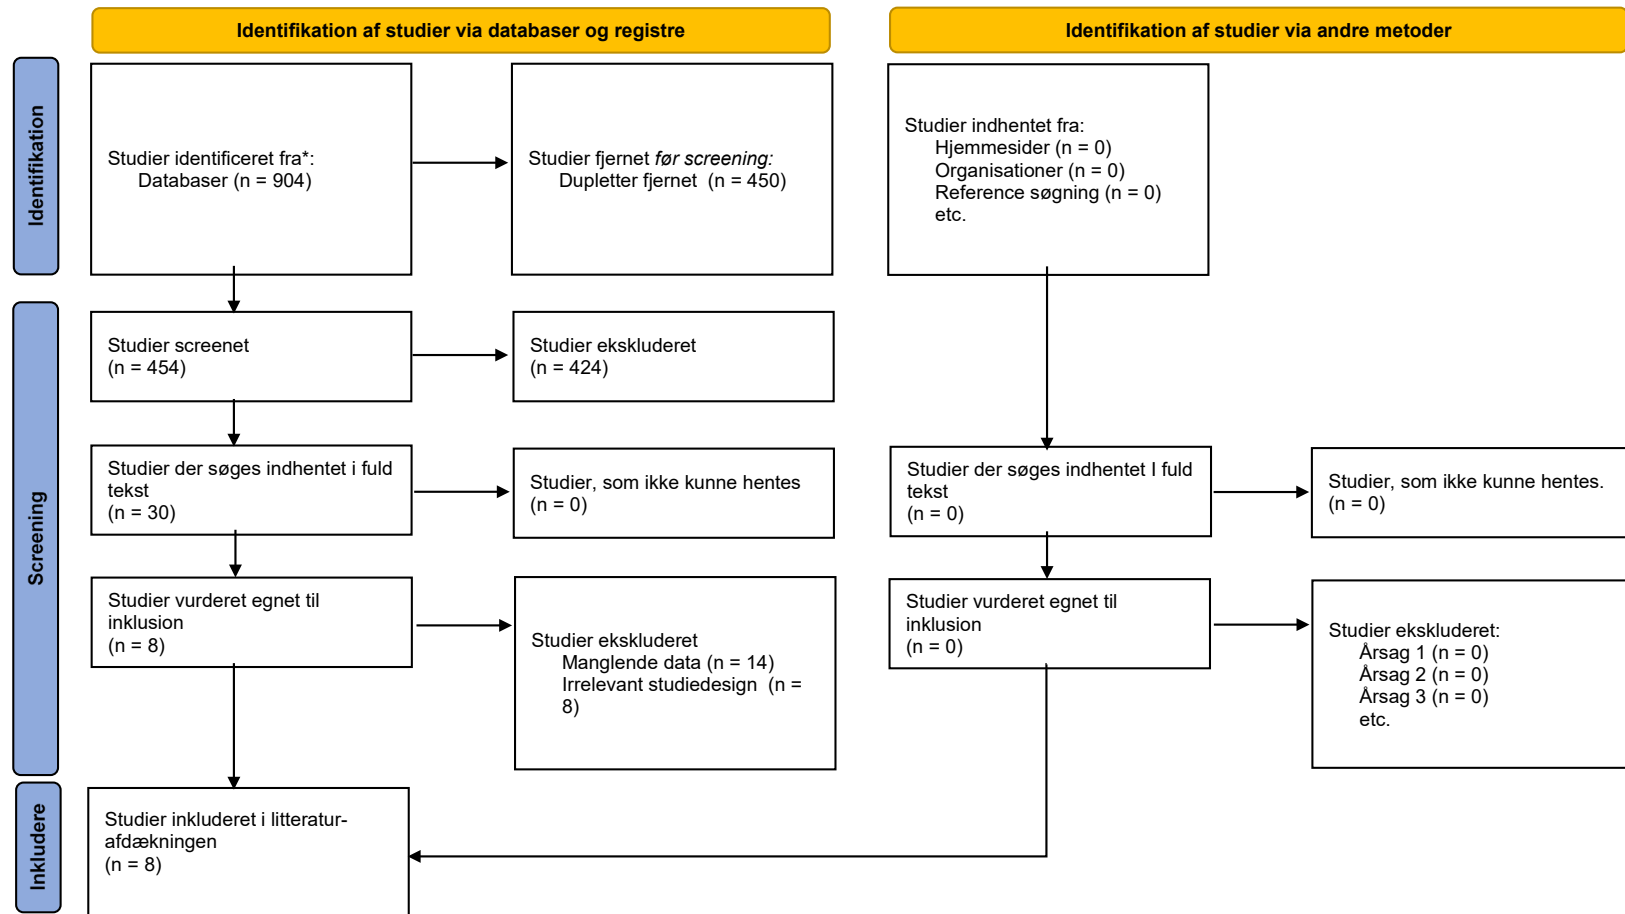 Identifikation af studier via databaser og registre
Identifikation af studier via andre metoder
Identifikation
Studier identificeret fra*:
Databaser (n = 904)
Studier fjernet før screening:
Dupletter fjernet  (n = 450)
Studier indhentet fra:
Hjemmesider (n = 0)
Organisationer (n = 0)
Reference søgning (n = 0)
etc.
Screening
Studier screenet
(n = 454)
Studier ekskluderet
(n = 424)
Studier der søges indhentet i fuld
tekst
(n = 30)
Studier, som ikke kunne hentes
(n = 0)
Studier der søges indhentet I fuld
tekst
(n = 0)
Studier, som ikke kunne hentes.
(n = 0)
Studier vurderet egnet til
inklusion
(n = 8)
Studier ekskluderet
Manglende data (n = 14)
Irrelevant studiedesign  (n =
8)
Studier vurderet egnet til
inklusion
(n = 0)
Studier ekskluderet:
Årsag 1 (n = 0)
Årsag 2 (n = 0)
Årsag 3 (n = 0)
etc.
Inkludere
Studier inkluderet i litteratur-
afdækningen
(n = 8)